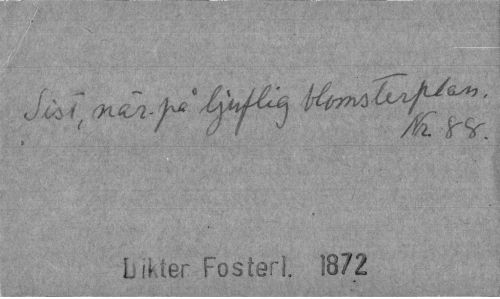 Sist, när på ljuflig blomsterplan.
Nr. 88.
Dikter Fosterl. 1872